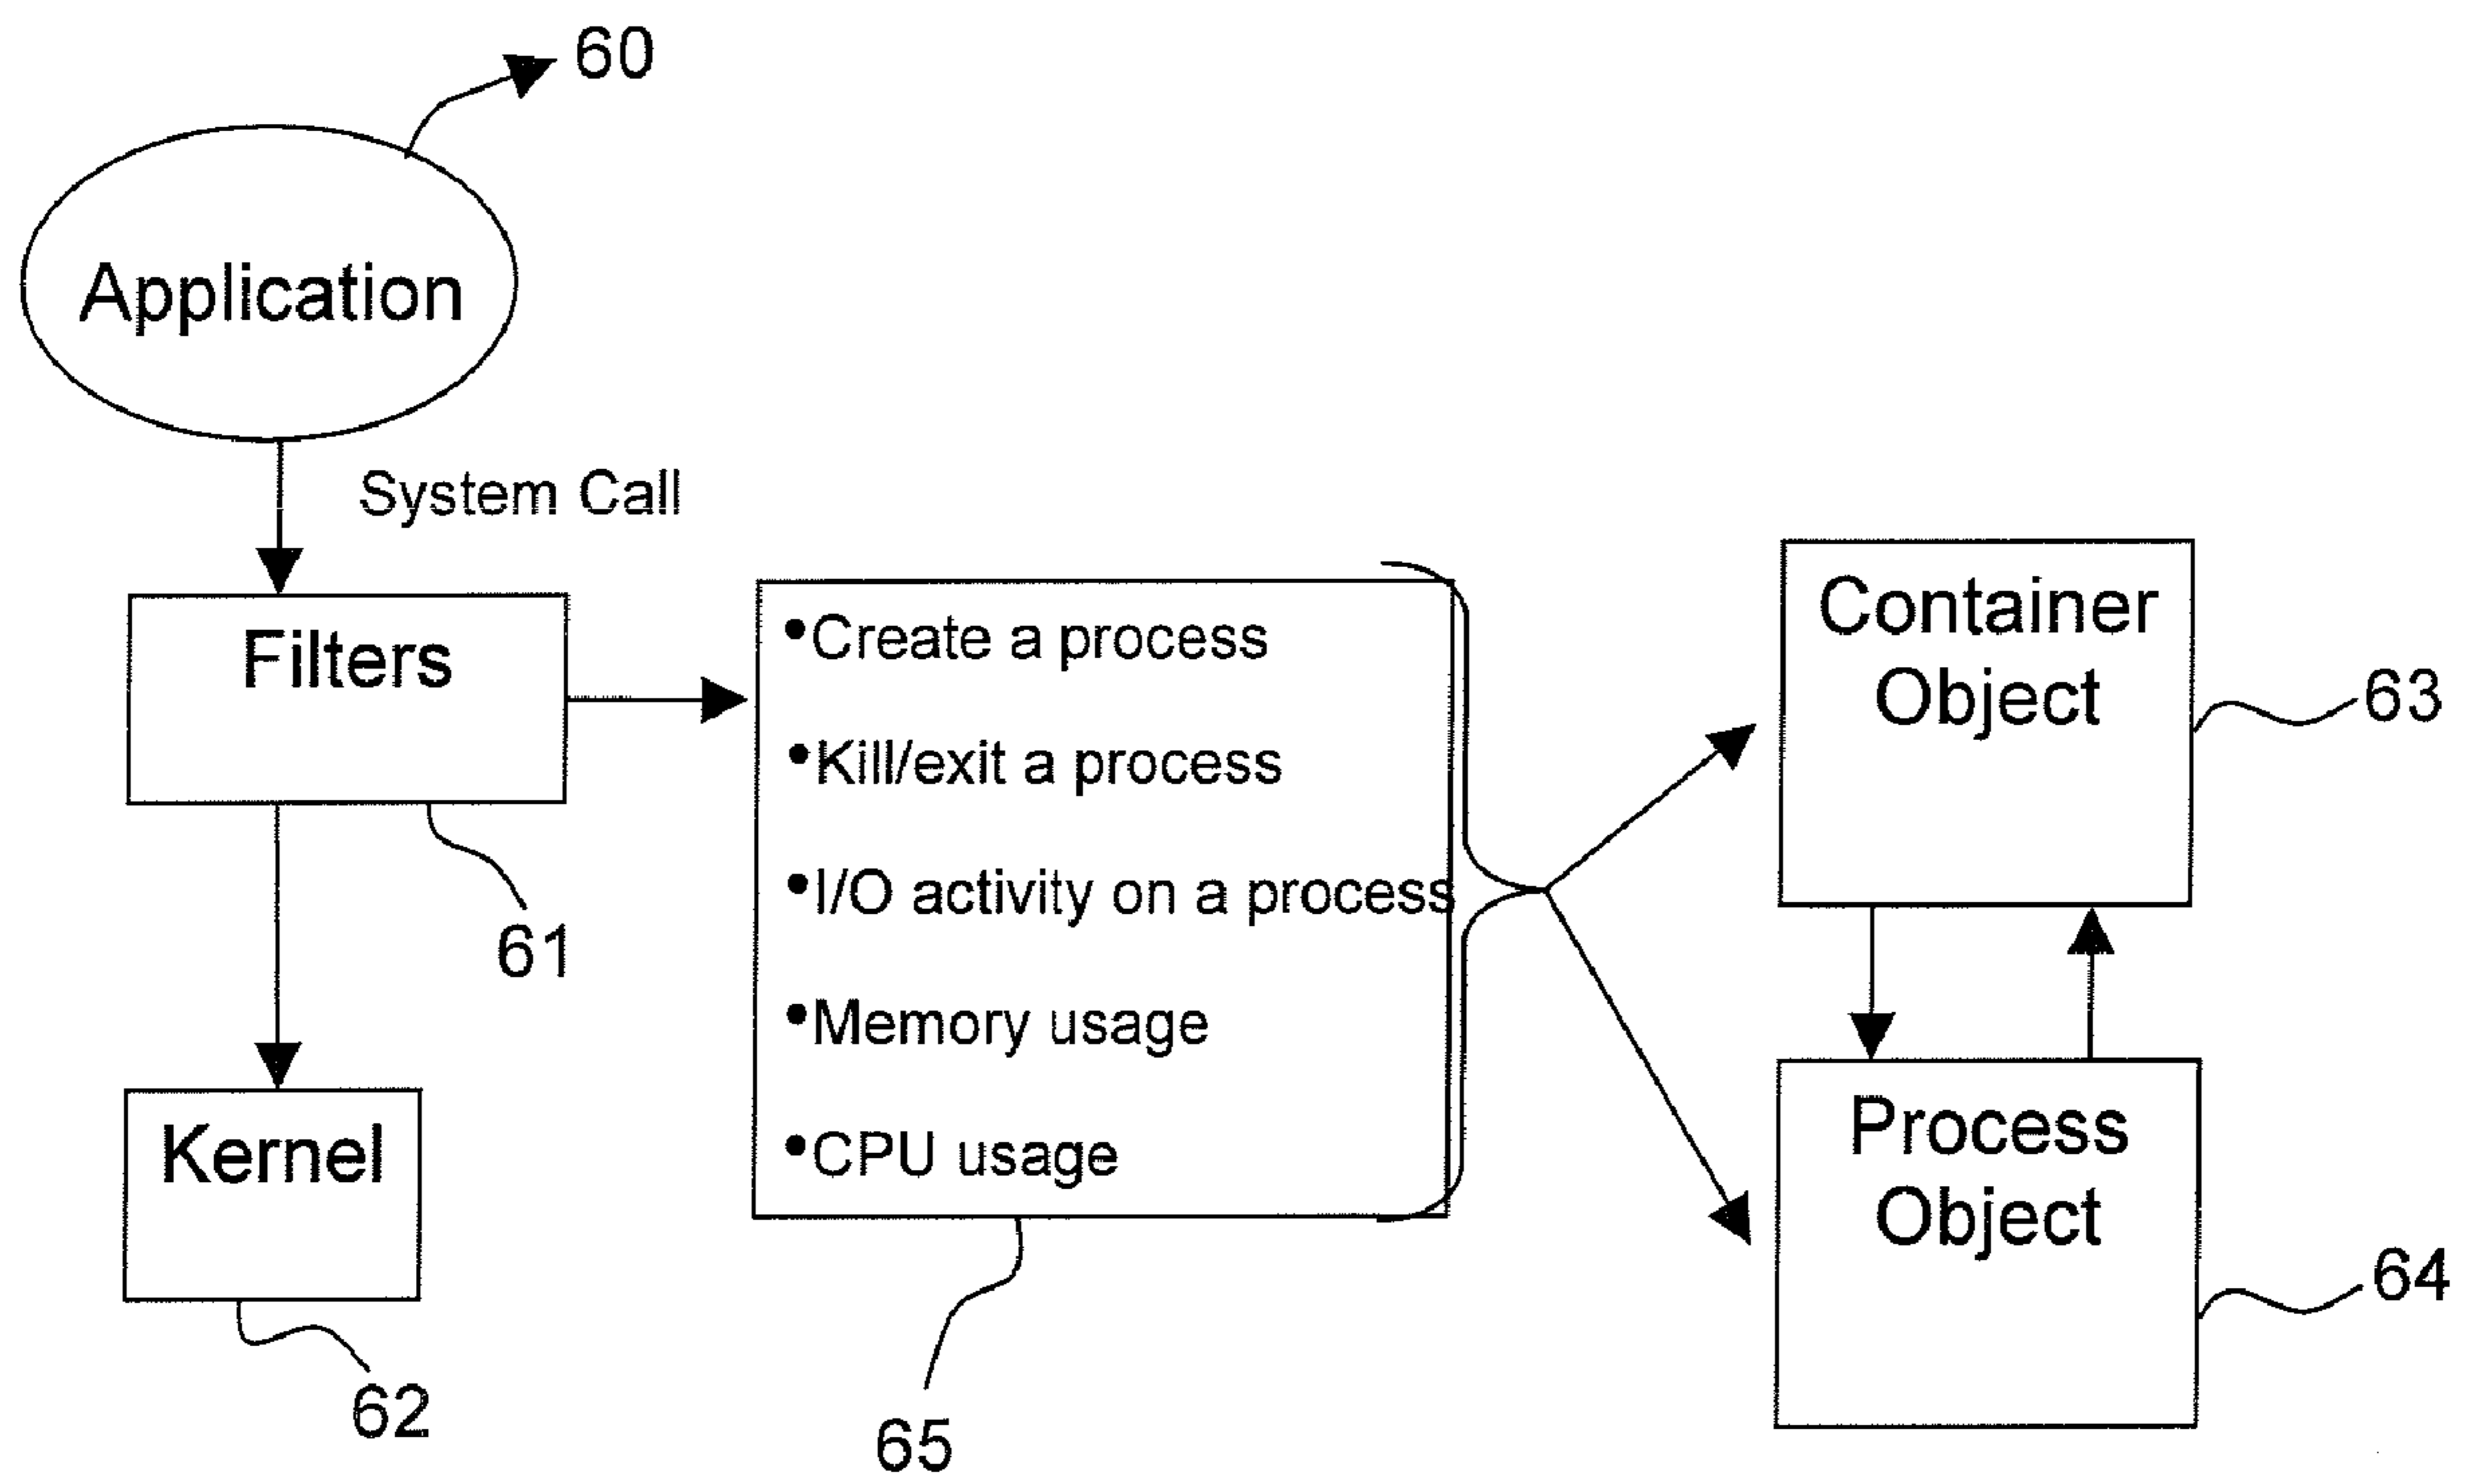 60
Application
System Call
Filters
61
Kernel
62
•Create a process
•Kill/exit a process
•I/O activity on a process
•Memory usage
•CPU usage
65
Container
Object
63
Process
Object
64